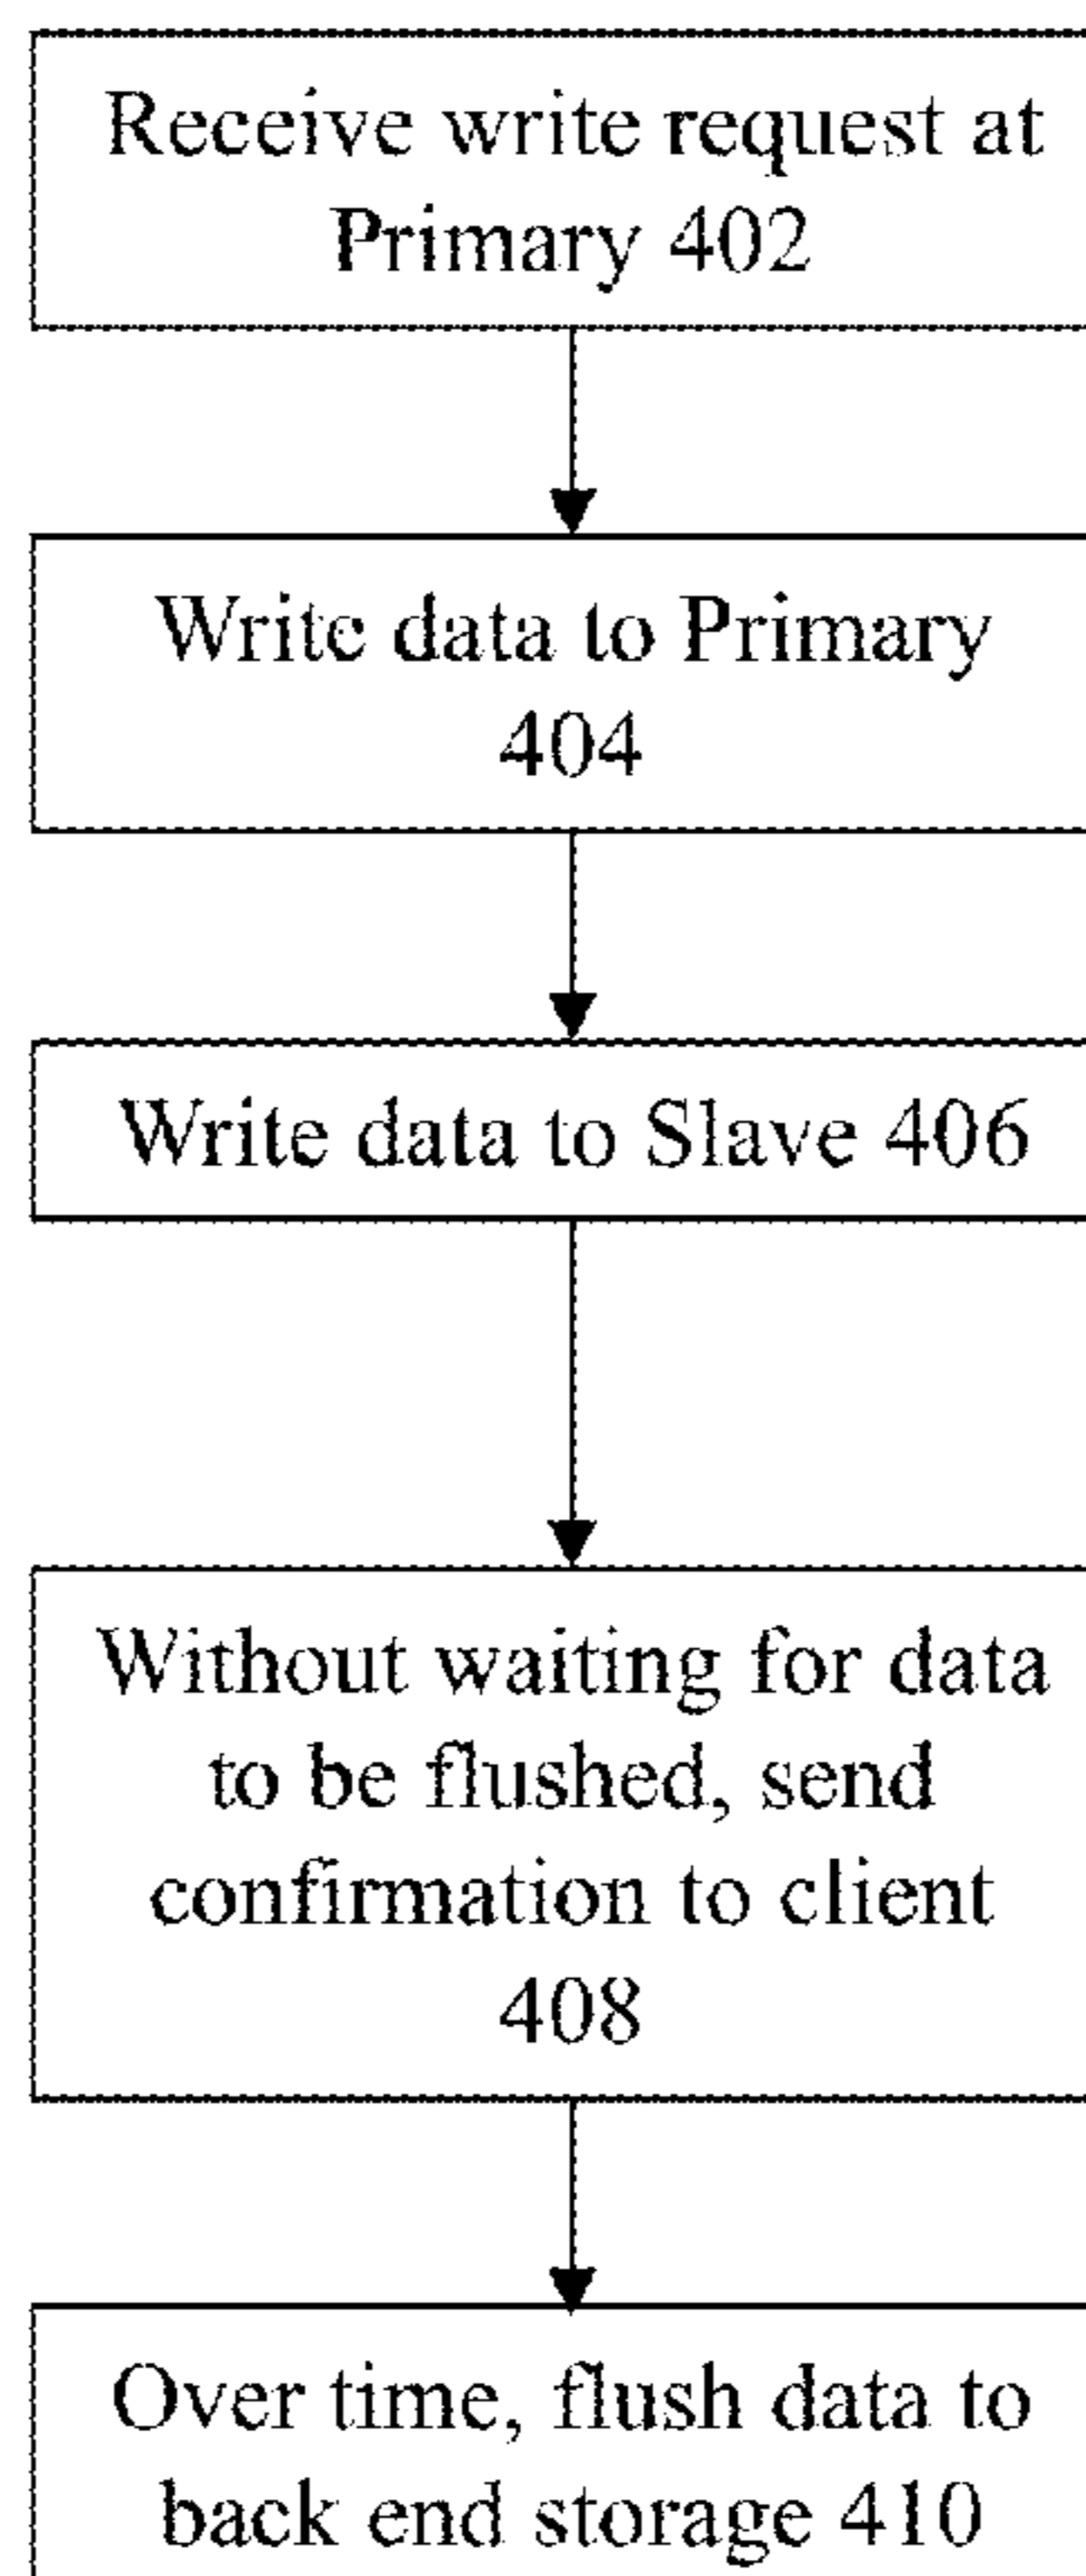 Receive write request at
Primary 402
Write data to Primary
404
Write data to Slave 406
Without waiting for data
to be flushed, send
confirmation to client
408
Over time, flush data to
back end storage 410